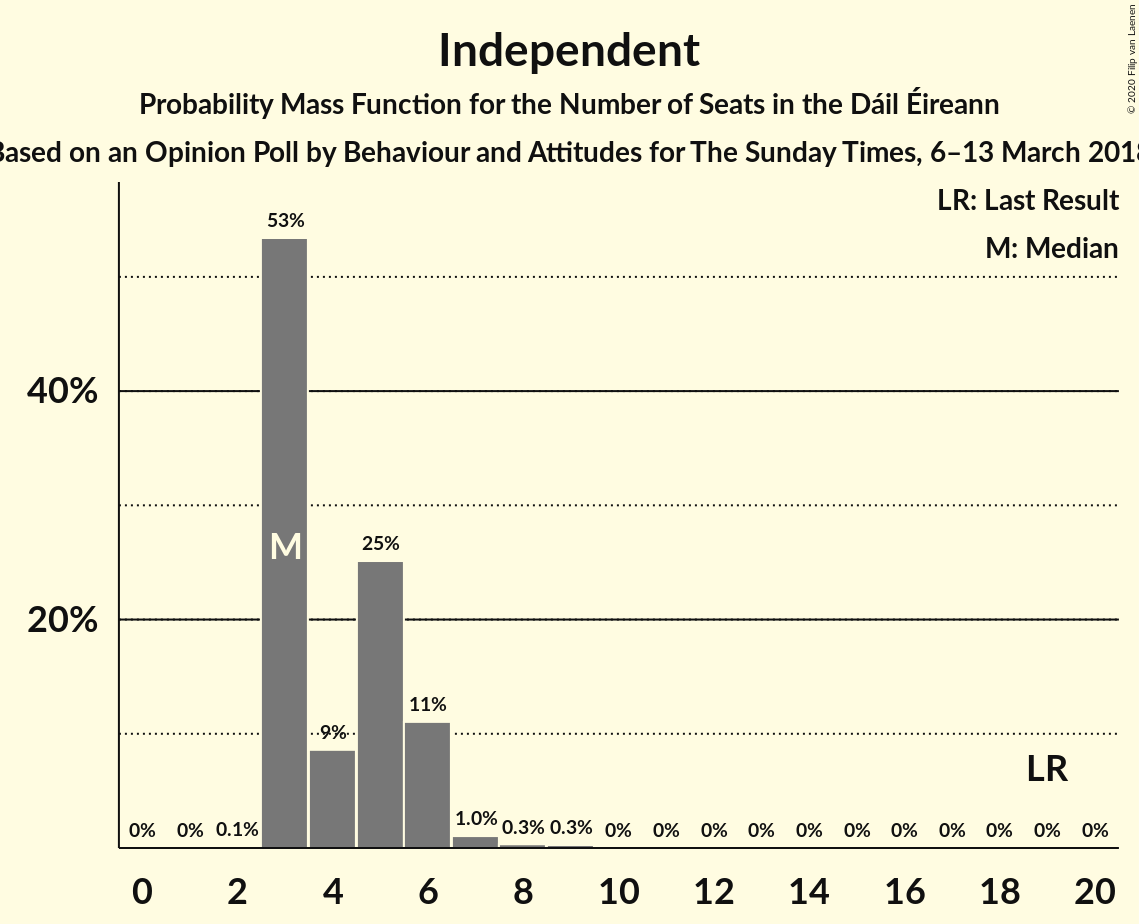 Independent
Probability Mass Function for the Number of Seats in the Dáil Éireann
Based on an Opinion Poll by Behaviour and Attitudes for The Sunday Times, 6–13 March 2018
© 2020 Filip van Laenen
LR: Last Result
M: Median
53%
40%
M
25%
20%
11%
9%
LR
0% 0% 0.1% 1.0% 0.3% 0.3% 0% 0% 0% 0% 0% 0% 0% 0% 0% 0% 0%
0 2 4 6 8 10 12 14 16 18 20